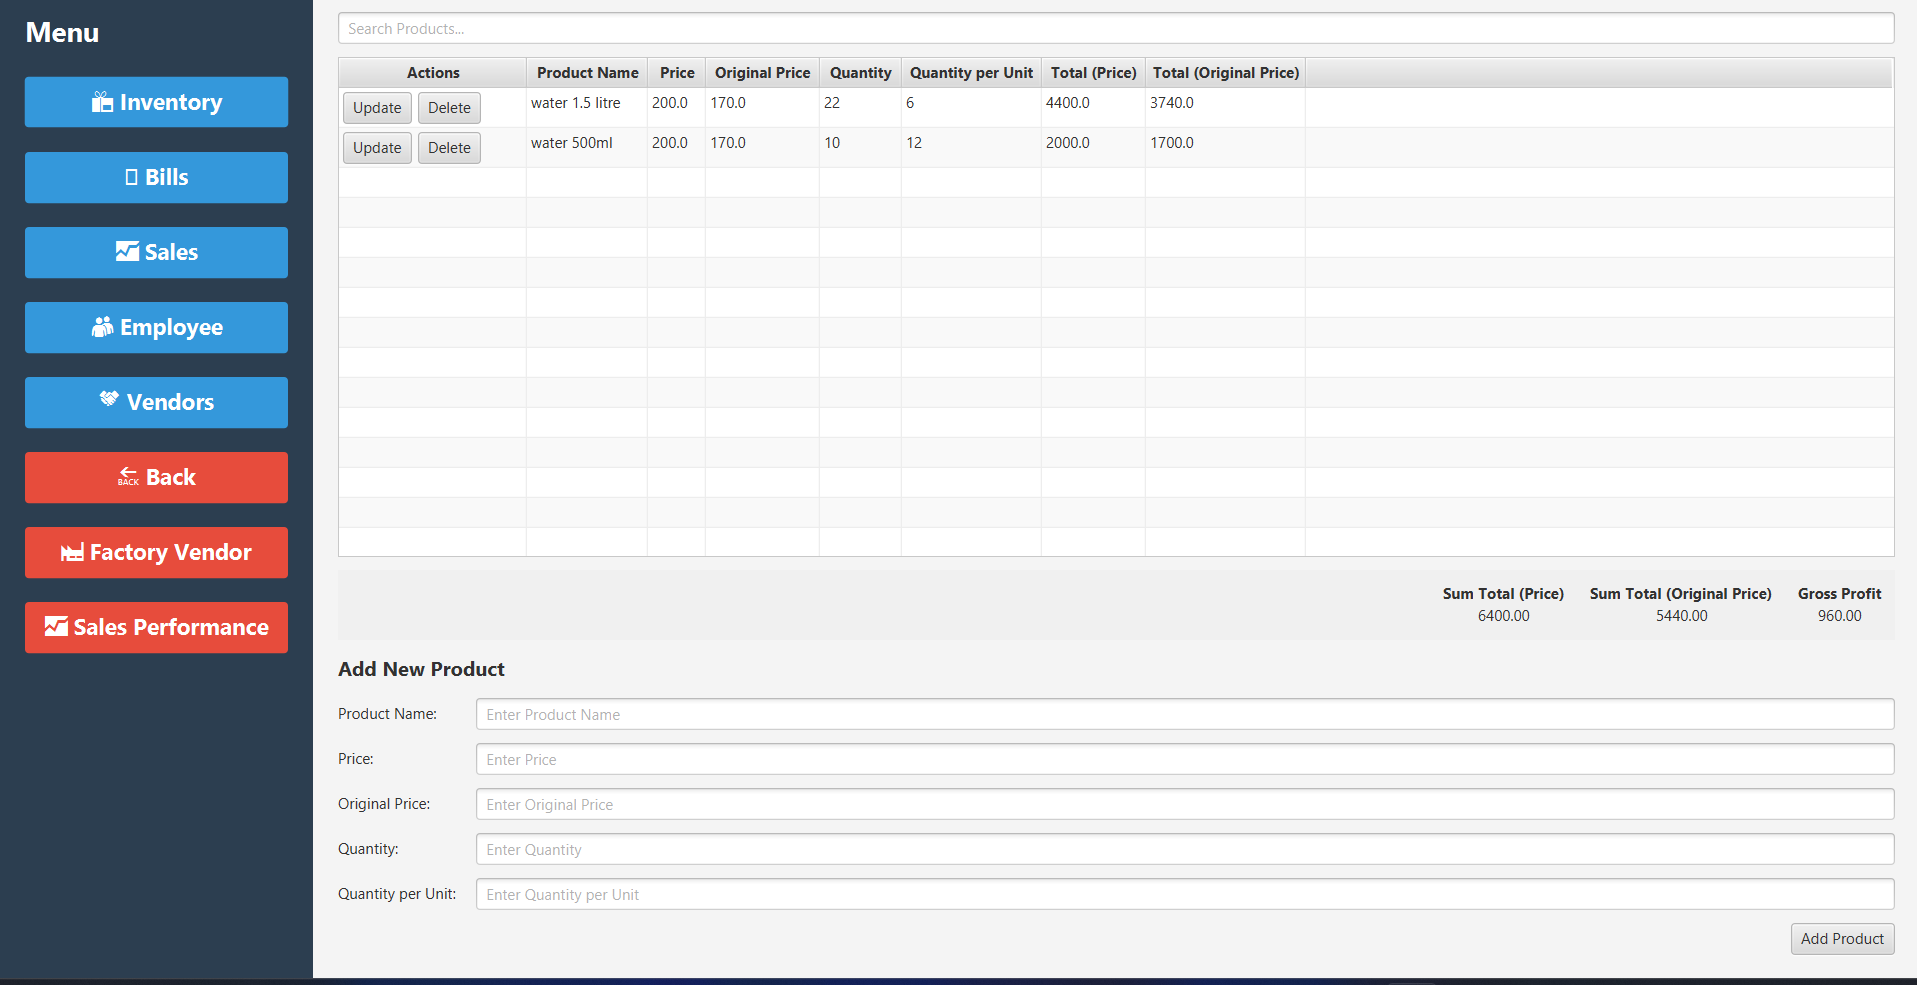 Menu
Inventory
Bills
Sales
Employee
Vendors
BACK Back
Factory Vendor
Sales Performance
Search Products...
Actions Product Name Price Original Price Quantity Quantity per Unit Total (Price) Total (Original Price)
Update Delete water 1.5 litre 200.0 170.0 22 6 4400.0 3740.0
Update Delete water 500ml 200.0 170.0 10 12 2000.0 1700.0
Sum Total (Price) Sum Total (Original Price) Gross Profit
6400.00 5440.00 960.00
Add New Product
Product Name: Enter Product Name
Price: Enter Price
Original Price: Enter Original Price
Quantity: Enter Quantity
Quantity per Unit: Enter Quantity per Unit
Add Product